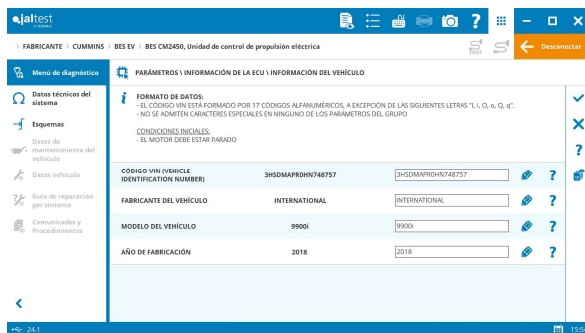 jaltest
> FABRICANTE > CUMMINS > BES EV > BES CM2450, Unidad de control de propulsión eléctrica
TEST
Desconectar
Menú de diagnóstico
PARÁMETROS \ INFORMACIÓN DE LA ECU \ INFORMACIÓN DEL VEHÍCULO
Datos técnicos del
sistema
Esquemas
Datos de
mantenimiento del
vehículo
Datos vehículo
Guía de reparación
por síntoma
Comunicados y
Procedimientos
FORMATO DE DATOS:
- EL CÓDIGO VIN ESTÁ FORMADO POR 17 CÓDIGOS ALFANUMÉRICOS, A EXCEPCIÓN DE LAS SIGUIENTES LETRAS "I, i, O, o, Q, q".
- NO SE ADMITEN CARACTERES ESPECIALES EN NINGUNO DE LOS PARÁMETROS DEL GRUPO
CONDICIONES INICIALES:
- EL MOTOR DEBE ESTAR PARADO
CÓDIGO VIN (VEHICLE
IDENTIFICATION NUMBER) 3HSDMAPR0HN748757 3HSDMAPR0HN748757
FABRICANTE DEL VEHÍCULO INTERNATIONAL INTERNATIONAL
MODELO DEL VEHÍCULO 9900i 9900i
AÑO DE FABRICACIÓN 2018 2018
24.1